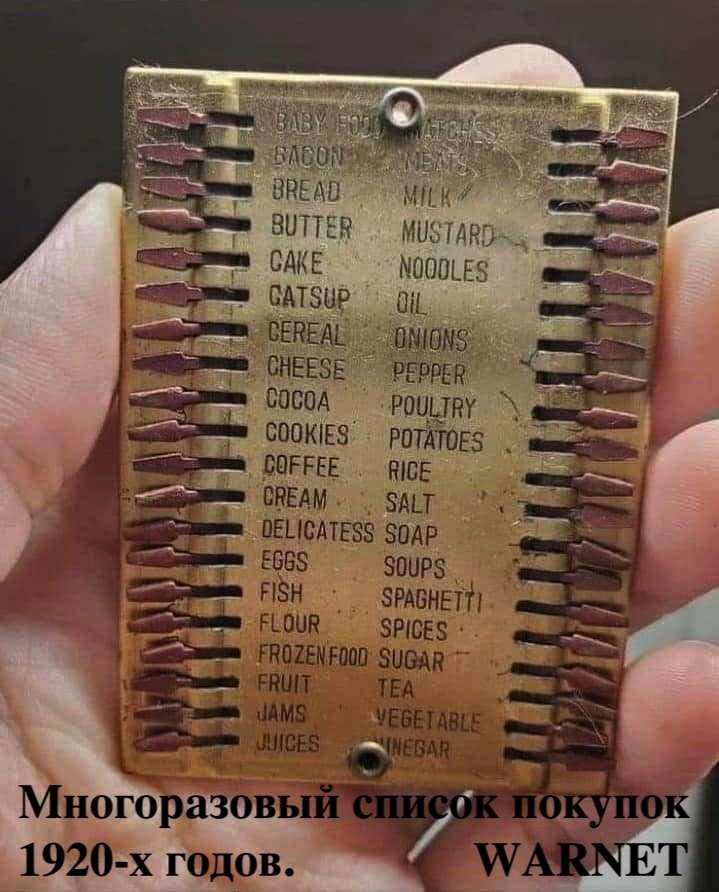 BABY FOOD MATCHES
BACON MEATS
BREAD MILK
BUTTER MUSTARD
CAKE NOODLES
CATSUP OIL
CEREAL ONIONS
CHEESE PEPPER
COCOA POULTRY
COOKIES POTATOES
COFFEE RICE
CREAM SALT
DELICATESS SOAP
EGGS SOUPS
FISH SPAGHETTI
FLOUR SPICES
FROZEN FOOD SUGAR
FRUIT TEA
JAMS VEGETABLE
JUICES VINEGAR
Многоразовый список покупок
1920-х годов. WARNET